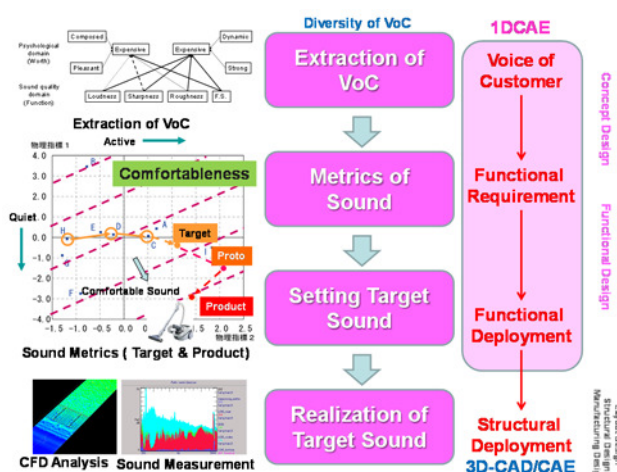 Diversity of VoC
1DCAE
Psychological
domain
(Worth)
Composed
Expensive
Expensive
Dynamic
Pleasant
Strong
Sound quality
domain
(Function)
Loudness
Sharpness
Roughness
F.S.
Extraction of VoC
Active
Quiet
物理指標 1
4.0
3.0
2.0
1.0
0.0
-1.0
-2.0
-3.0
-4.0
-1.5
-1.0
-0.5
0.0
0.5
1.0
1.5
2.0
2.5
物理指標 2
Comfortableness
B
H
E
D
A
C
G
F
I
Target
Proto
Product
Comfortable Sound
Sound Metrics ( Target & Product)
CFD Analysis
Sound Measurement
Extraction of
VoC
Metrics of
Sound
Setting Target
Sound
Realization of
Target Sound
Voice of
Customer
Functional
Requirement
Functional
Deployment
Structural
Deployment
3D-CAD/CAE
Concept Design
Functional Design
Structural Design